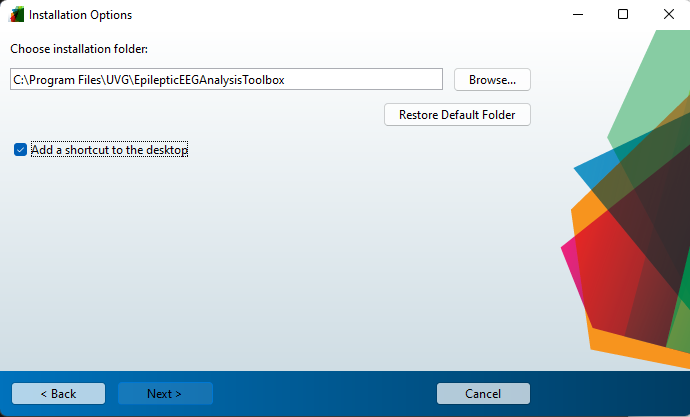 Installation Options
Choose installation folder:
C:\Program Files\UVG\EpilepticEEGAnalysisToolbox
Browse...
Restore Default Folder
Add a shortcut to the desktop
< Back
Next >
Cancel